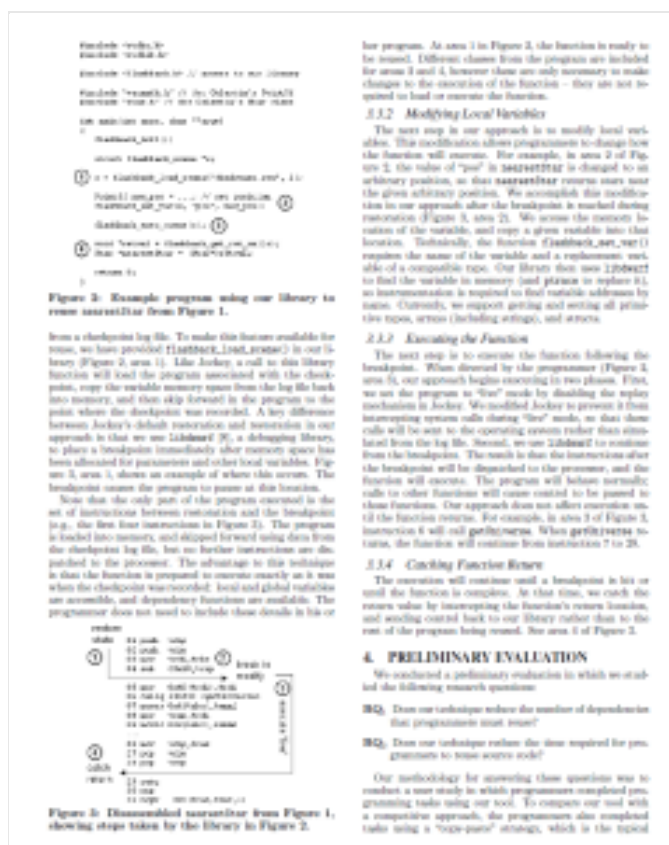 #include <stdio.h>
#include <stdlib.h>
int main(int argc, char **argv)
{
flashback_init();
return 0;
}
Figure 2: Example program using our library to
reuse nearestStar from Figure 1.
from a checkpoint log file. To make this feature available for
reuse, we have provided flashback_load_resume() in our li-
brary (Figure 2, area 1). Like Jockey, a call to this library
function will load the program associated with the check-
point, copy the variable memory space from the log file back
into memory, and then skip forward in the program to the
point where the checkpoint was recorded. A key difference
between Jockey's default restoration and restoration in our
approach is that we use libdwarf [9], a debugging library,
to place a breakpoint immediately after memory space has
been allocated for parameters and other local variables. Fig-
ure 3, area 1, shows an example of where this occurs. The
breakpoint causes the program to pause at this location.
Note that the only part of the program executed is the
set of instructions between restoration and the breakpoint
(e.g., the first four instructions in Figure 3). The program
is loaded into memory, and skipped forward using data from
the checkpoint log file, but no further instructions are dis-
patched to the processor. The advantage to this technique
is that the function is prepared to execute exactly as it was
when the checkpoint was recorded: local and global variables
are accessible, and dependency functions are available. The
programmer does not need to include these details in his or
Figure 3: Disassembled nearestStar from Figure 1,
showing steps taken by the library in Figure 2.
her program. At area 1 in Figure 2, the function is ready to
be reused. Different classes from the program are included
for areas 2 and 4, however these are only necessary to make
changes to the execution of the function – they are not re-
quired to load or execute the function.
3.3.2 Modifying Local Variables
The next step in our approach is to modify local vari-
ables. This modification allows programmers to change how
the function will execute. For example, in area 2 of Fig-
ure 2, the value of "pos" in nearestStar is changed to an
arbitrary position, so that nearestStar returns stars near
the given arbitrary position. We accomplish this modifica-
tion in our approach after the breakpoint is reached during
restoration (Figure 3, area 2). We access the memory lo-
cation of the variable, and copy a given variable into that
location. Technically, the function flashback_set_var()
requires the name of the variable and a replacement vari-
able of a compatible type. Our library then uses libdwarf
to find the variable in memory (and ptrace to replace it),
so instrumentation is required to find variable addresses by
name. Currently, we support getting and setting all primi-
tive types, arrays (including strings), and structs.
3.3.3 Executing the Function
The next step is to execute the function following the
breakpoint. When directed by the programmer (Figure 2,
area 3), our approach begins executing in two phases. First,
we set the program to "live" mode by disabling the replay
mechanism in Jockey. We modified Jockey to prevent it from
intercepting system calls during "live" mode, so that these
calls will be sent to the operating system rather than simu-
lated from the log file. Second, we use libdwarf to continue
from the breakpoint. The result is that the instructions after
the breakpoint will be dispatched to the processor, and the
function will execute. The program will behave normally;
calls to other functions will cause control to be passed to
those functions. Our approach does not affect execution un-
til the function returns. For example, in area 3 of Figure 3,
instruction 6 will call getUniverse. When getUniverse re-
turns, the function will continue from instruction 7 to 28.
3.3.4 Catching Function Return
The execution will continue until a breakpoint is hit or
until the function is complete. At that time, we catch the
return value by intercepting the function's return location,
and sending control back to our library rather than to the
rest of the program being reused. See area 4 of Figure 2.
4. PRELIMINARY EVALUATION
We conducted a preliminary evaluation in which we stud-
ied the following research questions:
RQ1 Does our technique reduce the number of dependencies
that programmers must reuse?
RQ2 Does our technique reduce the time required for pro-
grammers to reuse source code?
Our methodology for answering these questions was to
conduct a user study in which programmers completed pro-
gramming tasks using our tool. To compare our tool with
a competitive approach, the programmers also completed
tasks using a "copy-paste" strategy, which is the typical